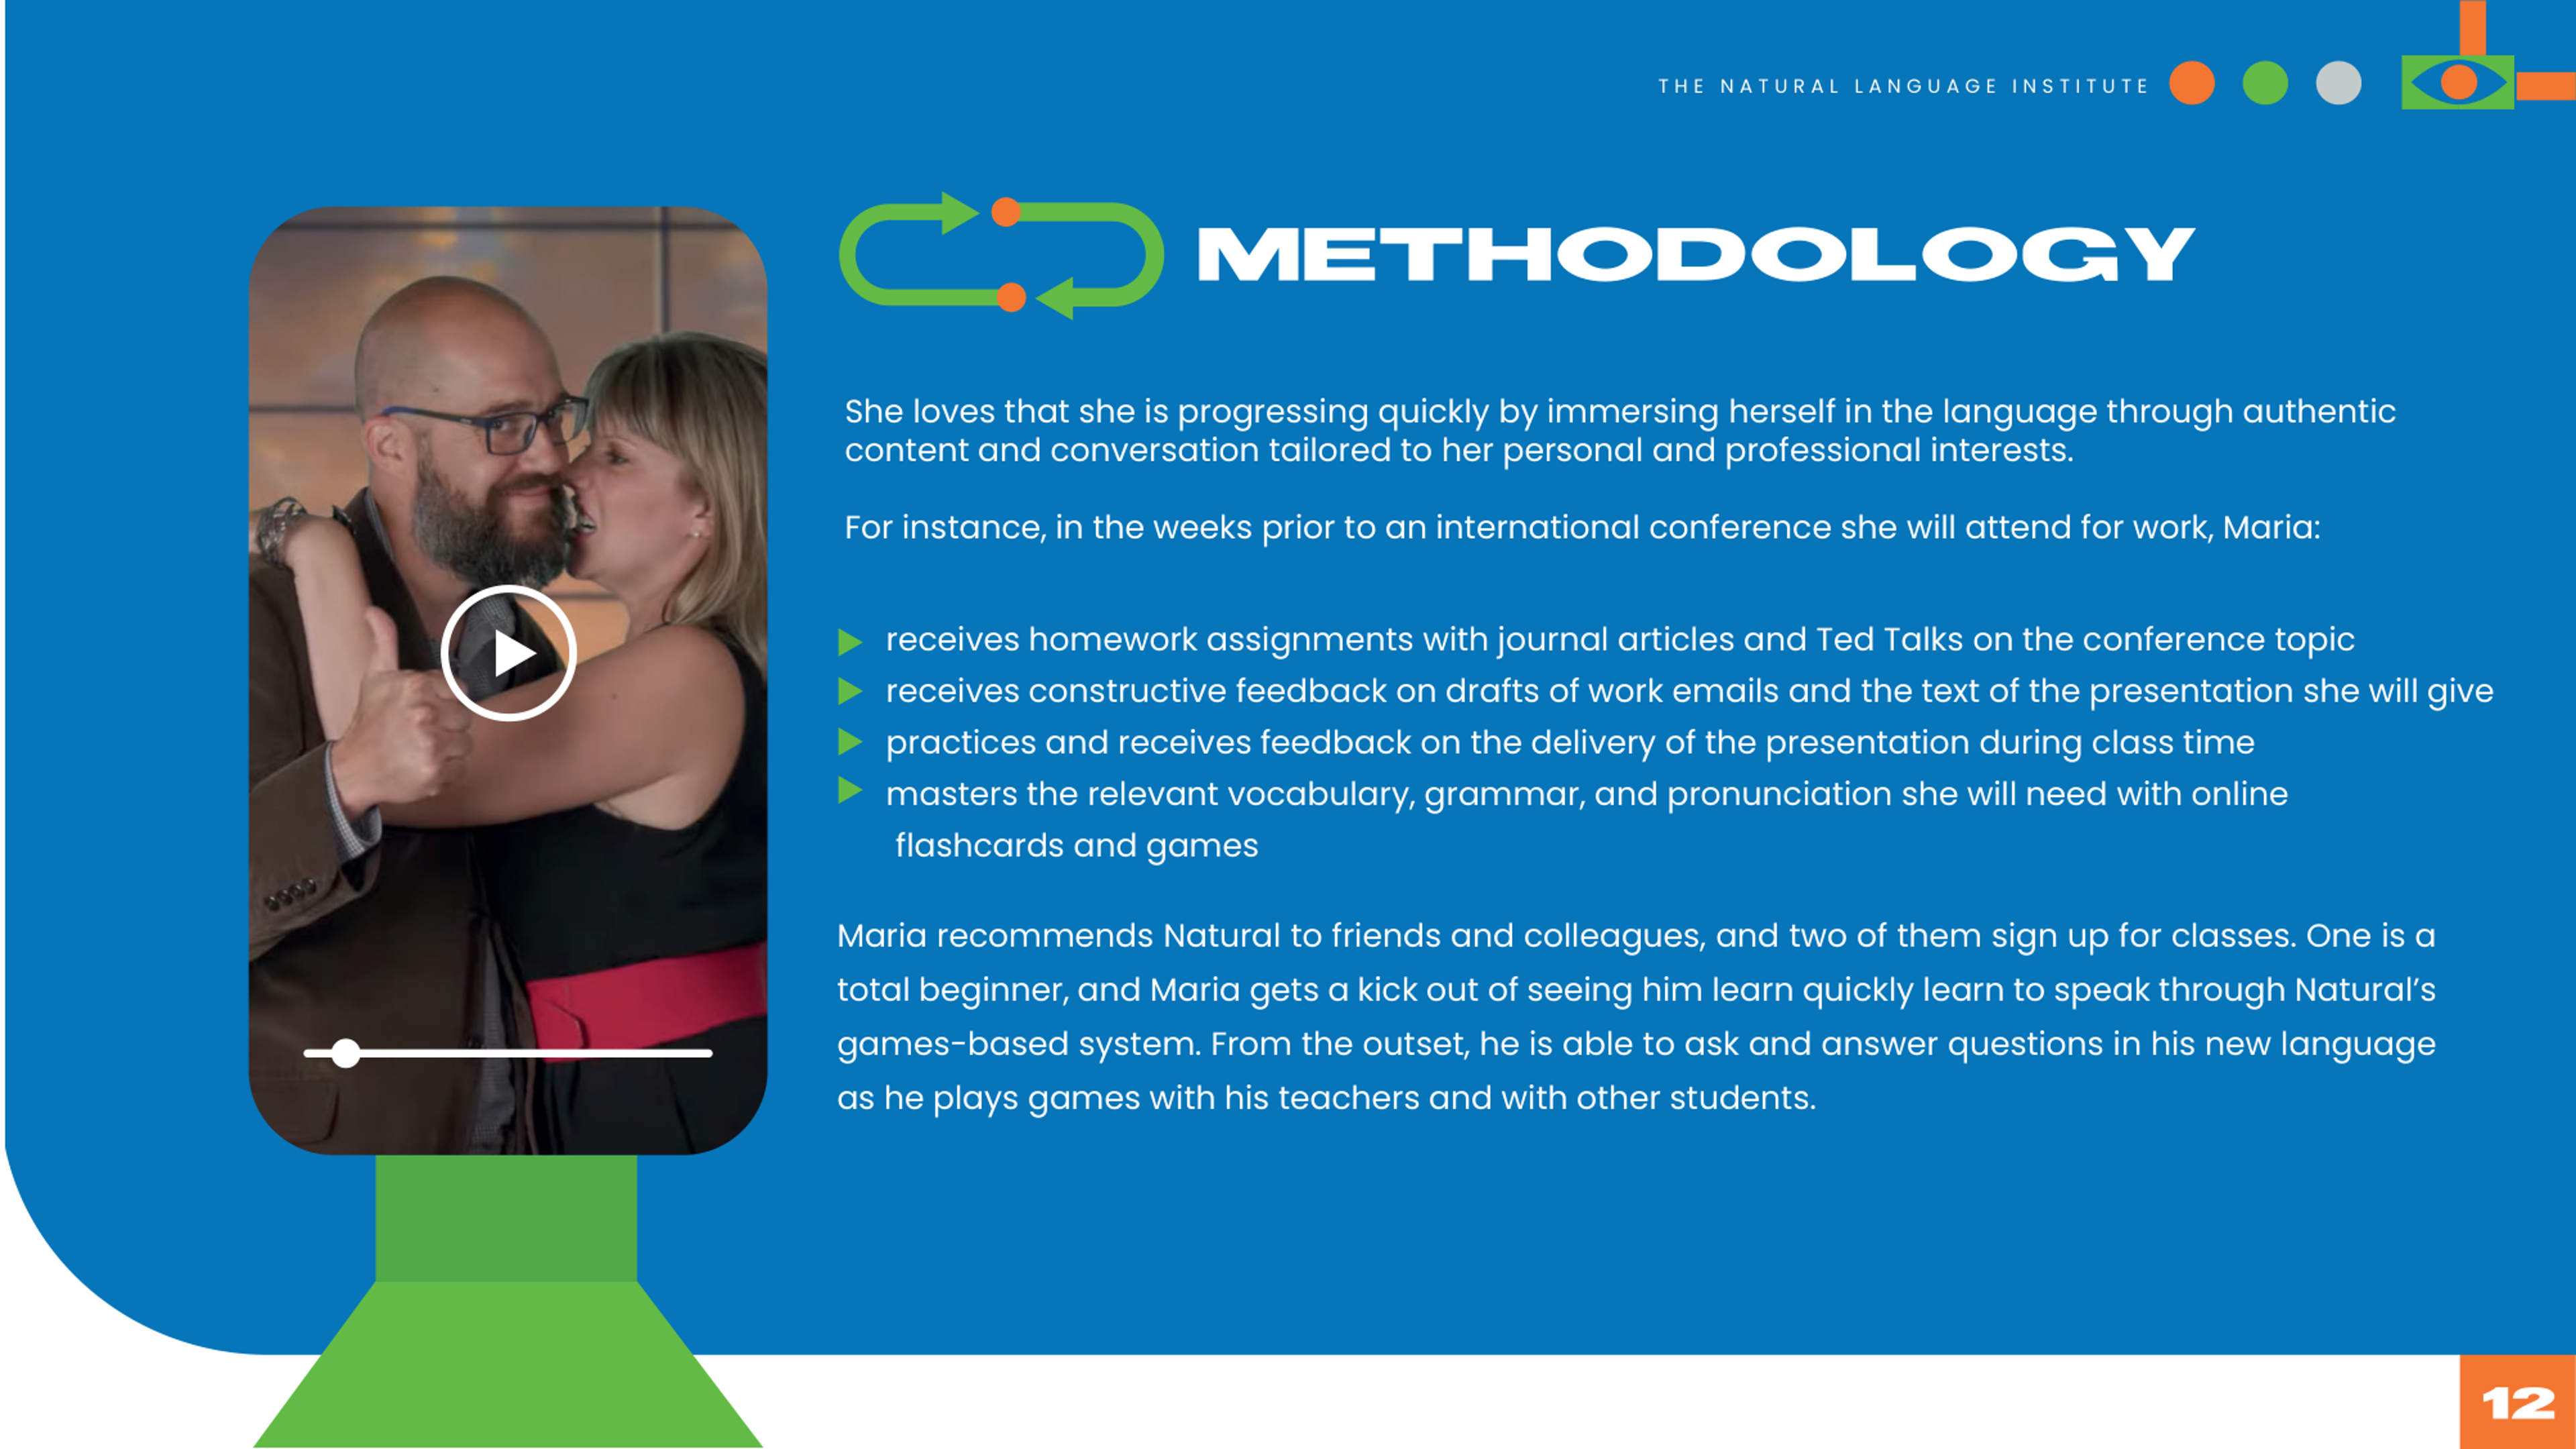 THE NATURAL LANGUAGE INSTITUTE
METHODOLOGY
She loves that she is progressing quickly by immersing herself in the language through authentic
content and conversation tailored to her personal and professional interests.
For instance, in the weeks prior to an international conference she will attend for work, Maria:
receives homework assignments with journal articles and Ted Talks on the conference topic
receives constructive feedback on drafts of work emails and the text of the presentation she will give
practices and receives feedback on the delivery of the presentation during class time
masters the relevant vocabulary, grammar, and pronunciation she will need with online
flashcards and games
Maria recommends Natural to friends and colleagues, and two of them sign up for classes. One is a
total beginner, and Maria gets a kick out of seeing him learn quickly learn to speak through Natural’s
games-based system. From the outset, he is able to ask and answer questions in his new language
as he plays games with his teachers and with other students.
12